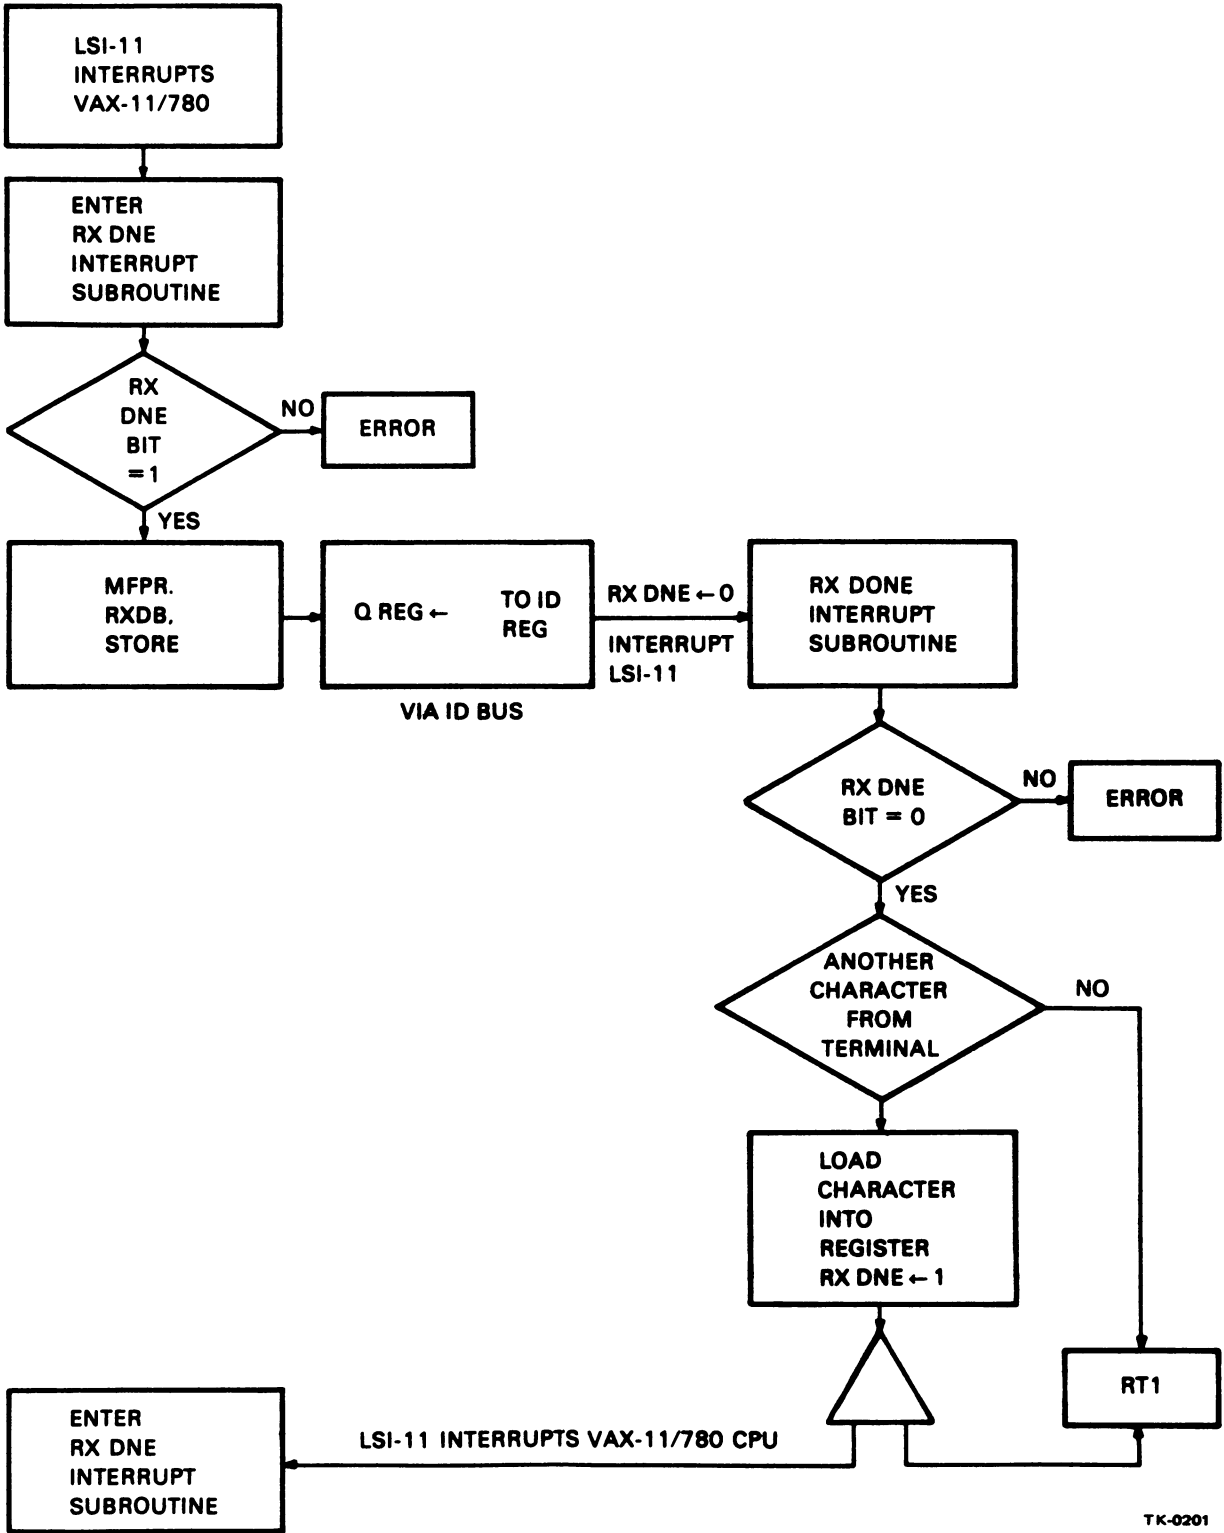 LSI-11
INTERRUPTS
VAX-11/780
ENTER
RX DNE
INTERRUPT
SUBROUTINE
RX
DNE
BIT
= 1
NO
ERROR
YES
MFPR.
RXDB,
STORE
Q REG ←
TO ID
REG
VIA ID BUS
RX DNE ← 0
INTERRUPT
LSI-11
RX DONE
INTERRUPT
SUBROUTINE
RX DNE
BIT = 0
NO
ERROR
YES
ANOTHER
CHARACTER
FROM
TERMINAL
NO
LOAD
CHARACTER
INTO
REGISTER
RX DNE ← 1
RT1
LSI-11 INTERRUPTS VAX-11/780 CPU
ENTER
RX DNE
INTERRUPT
SUBROUTINE
TK-0201